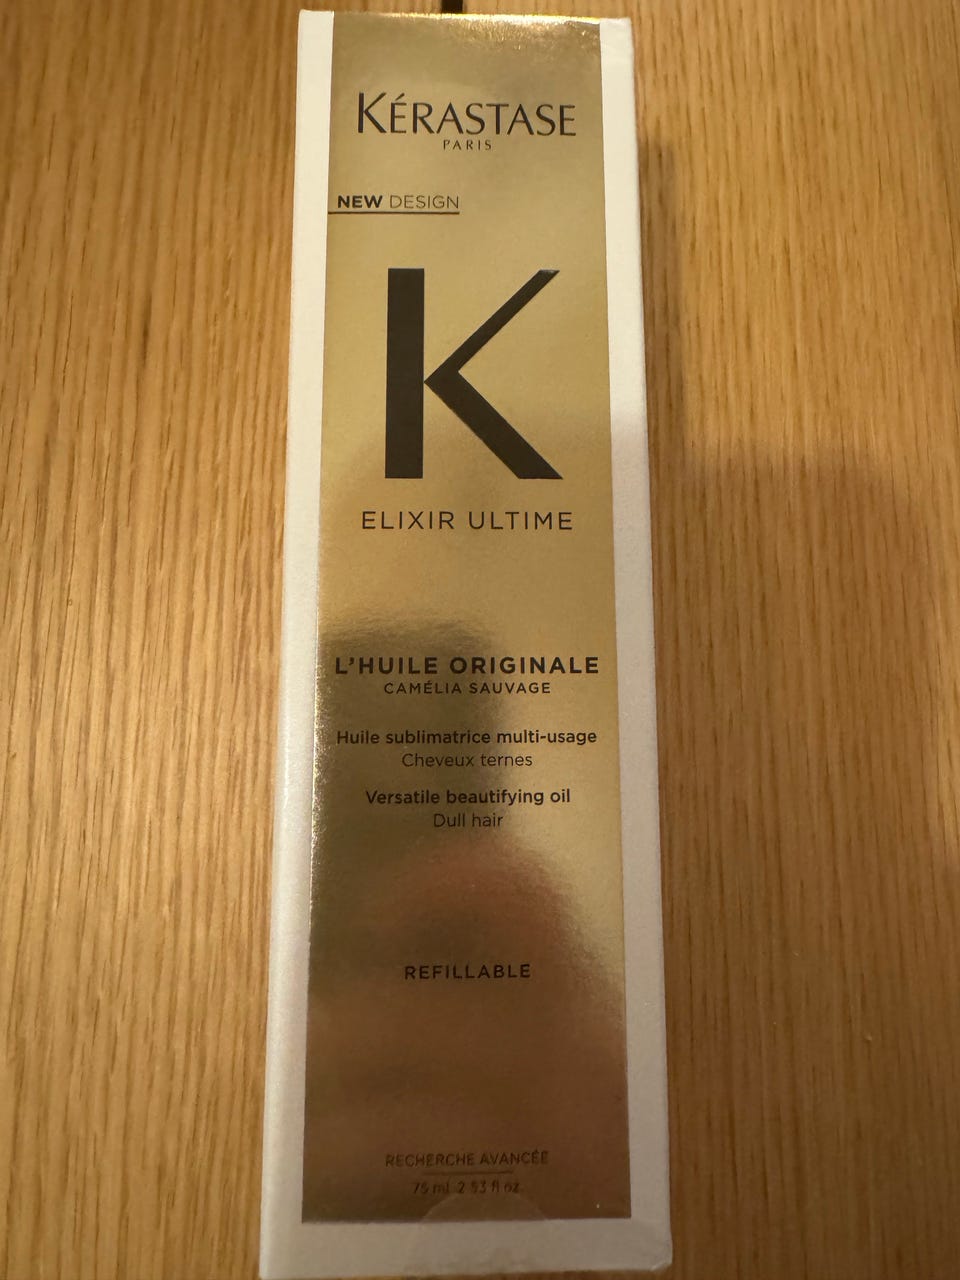 KÉRASTASE
PARIS
NEW DESIGN
K
ELIXIR ULTIME
L'HUILE ORIGINALE
CAMÉLIA SAUVAGE
Huile sublimatrice multi-usage
Cheveux ternes
Versatile beautifying oil
Dull hair
REFILLABLE
RECHERCHE AVANCÉE
75 ml 2.53 fl oz.